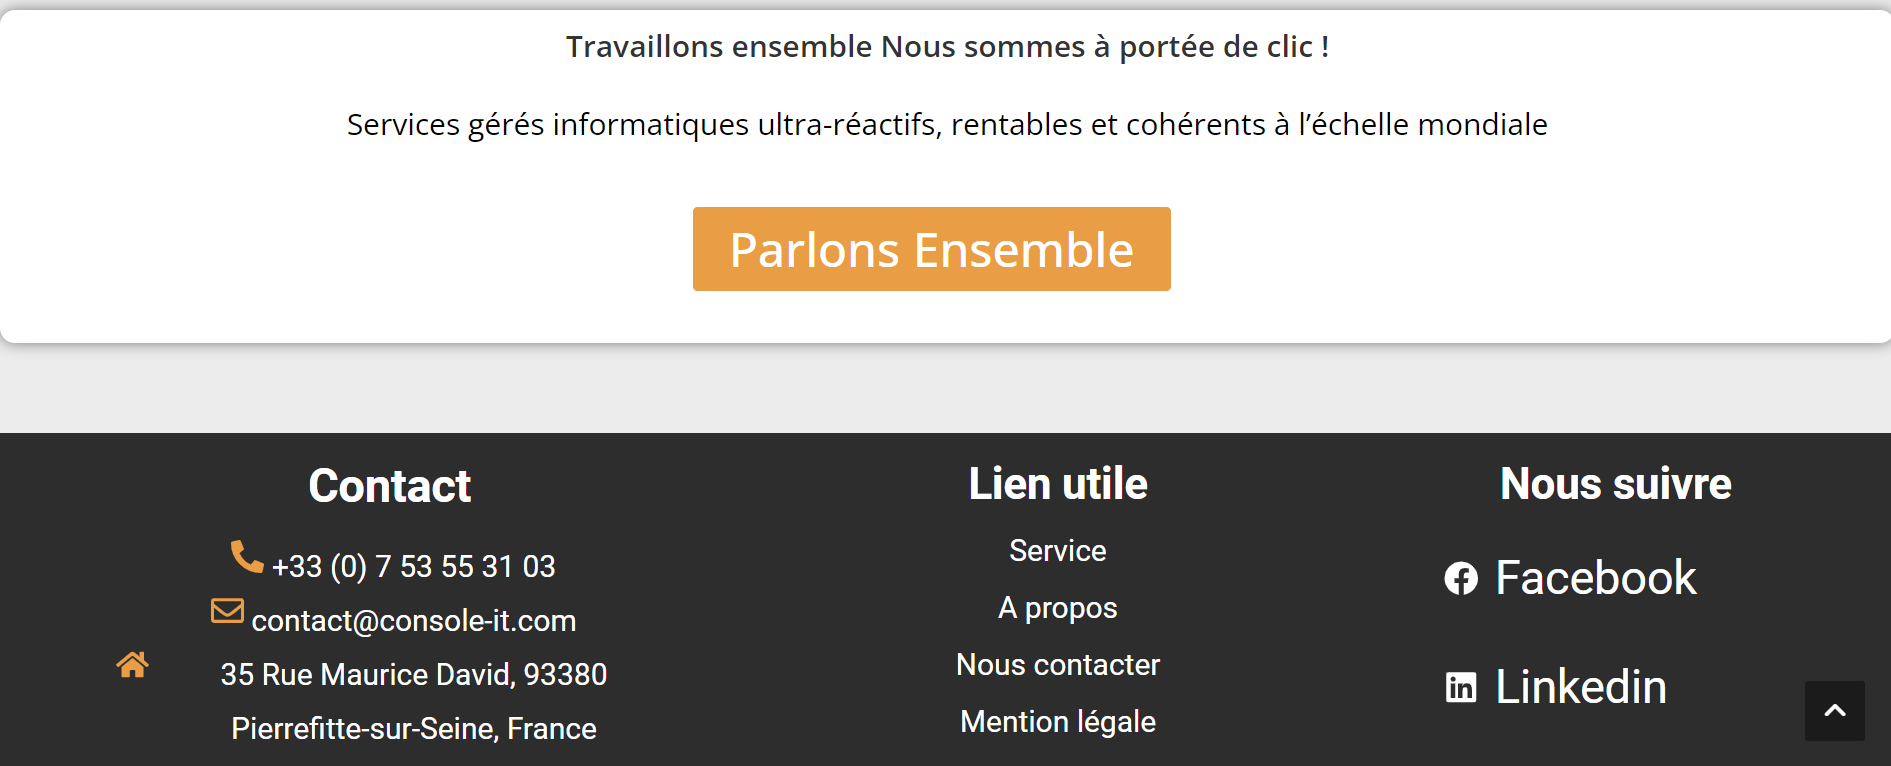 Travaillons ensemble Nous sommes à portée de clic !
Services gérés informatiques ultra-réactifs, rentables et cohérents à l’échelle mondiale
Parlons Ensemble
Contact
+33 (0) 7 53 55 31 03
contact@console-it.com
35 Rue Maurice David, 93380
Pierrefitte-sur-Seine, France
Lien utile
Service
A propos
Nous contacter
Mention légale
Nous suivre
Facebook
Linkedin